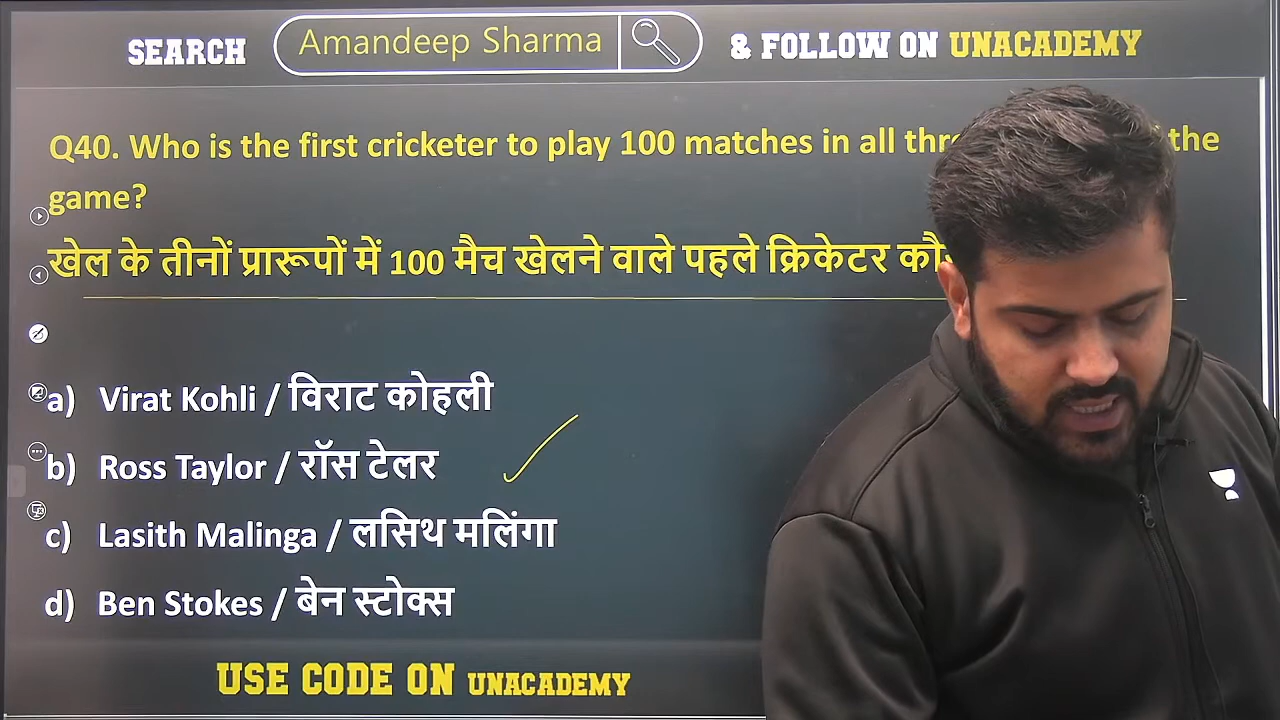 SEARCH Amandeep Sharma & FOLLOW ON UNACADEMY
Q40. Who is the first cricketer to play 100 matches in all the
game?
खेल के तीनों प्रारूपों में 100 मैच खेलने वाले पहले क्रिकेटर
a) Virat Kohli / विराट कोहली
b) Ross Taylor / रॉस टेलर
c) Lasith Malinga / लसिथ मलिंगा
d) Ben Stokes / बेन स्टोक्स
USE CODE ON UNACADEMY